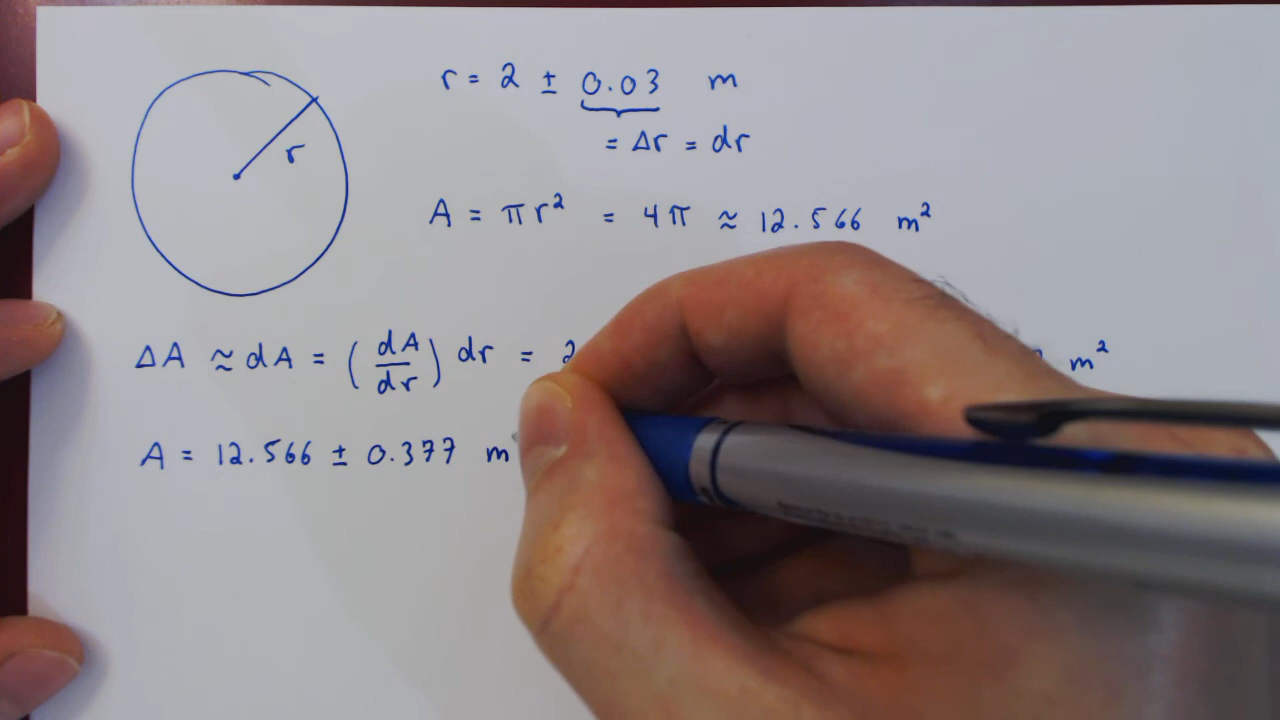 r = 2 ± 0.03 m
= Δr = dr
r
A = πr² = 4π ≈ 12.566 m²
ΔA ≈ dA = (dA/dr) dr = 2 m²
A = 12.566 ± 0.377 m